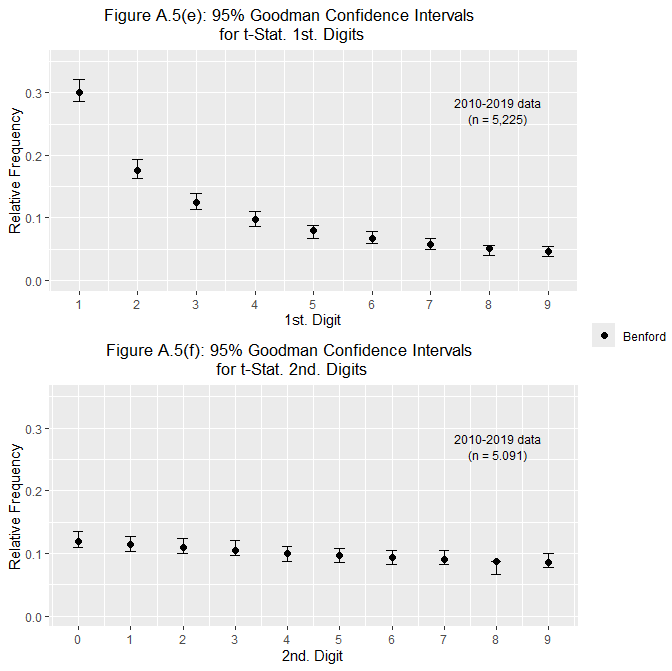 Figure A.5(e): 95% Goodman Confidence Intervals
for t-Stat. 1st. Digits
Relative Frequency
0.3
0.2
0.1
0.0
2010-2019 data
(n = 5,225)
1 2 3 4 5 6 7 8 9
1st. Digit
Benford
Figure A.5(f): 95% Goodman Confidence Intervals
for t-Stat. 2nd. Digits
Relative Frequency
0.3
0.2
0.1
0.0
2010-2019 data
(n = 5.091)
0 1 2 3 4 5 6 7 8 9
2nd. Digit